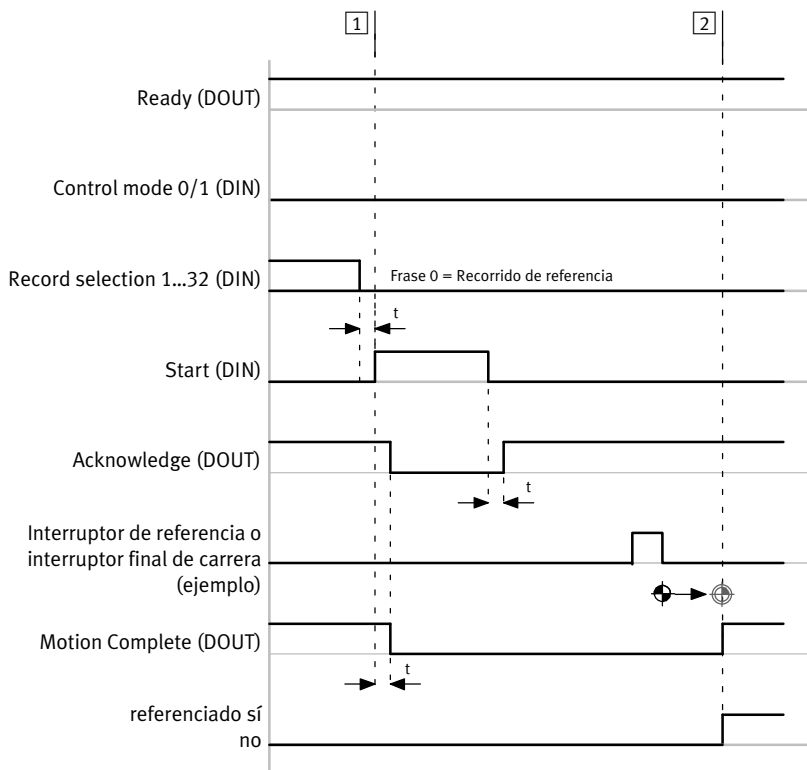 1
2
Ready (DOUT)
Control mode 0/1 (DIN)
Record selection 1...32 (DIN)
Frase 0 = Recorrido de referencia
t
Start (DIN)
Acknowledge (DOUT)
t
Interruptor de referencia o
interruptor final de carrera
(ejemplo)
Motion Complete (DOUT)
t
referenciado sí
no